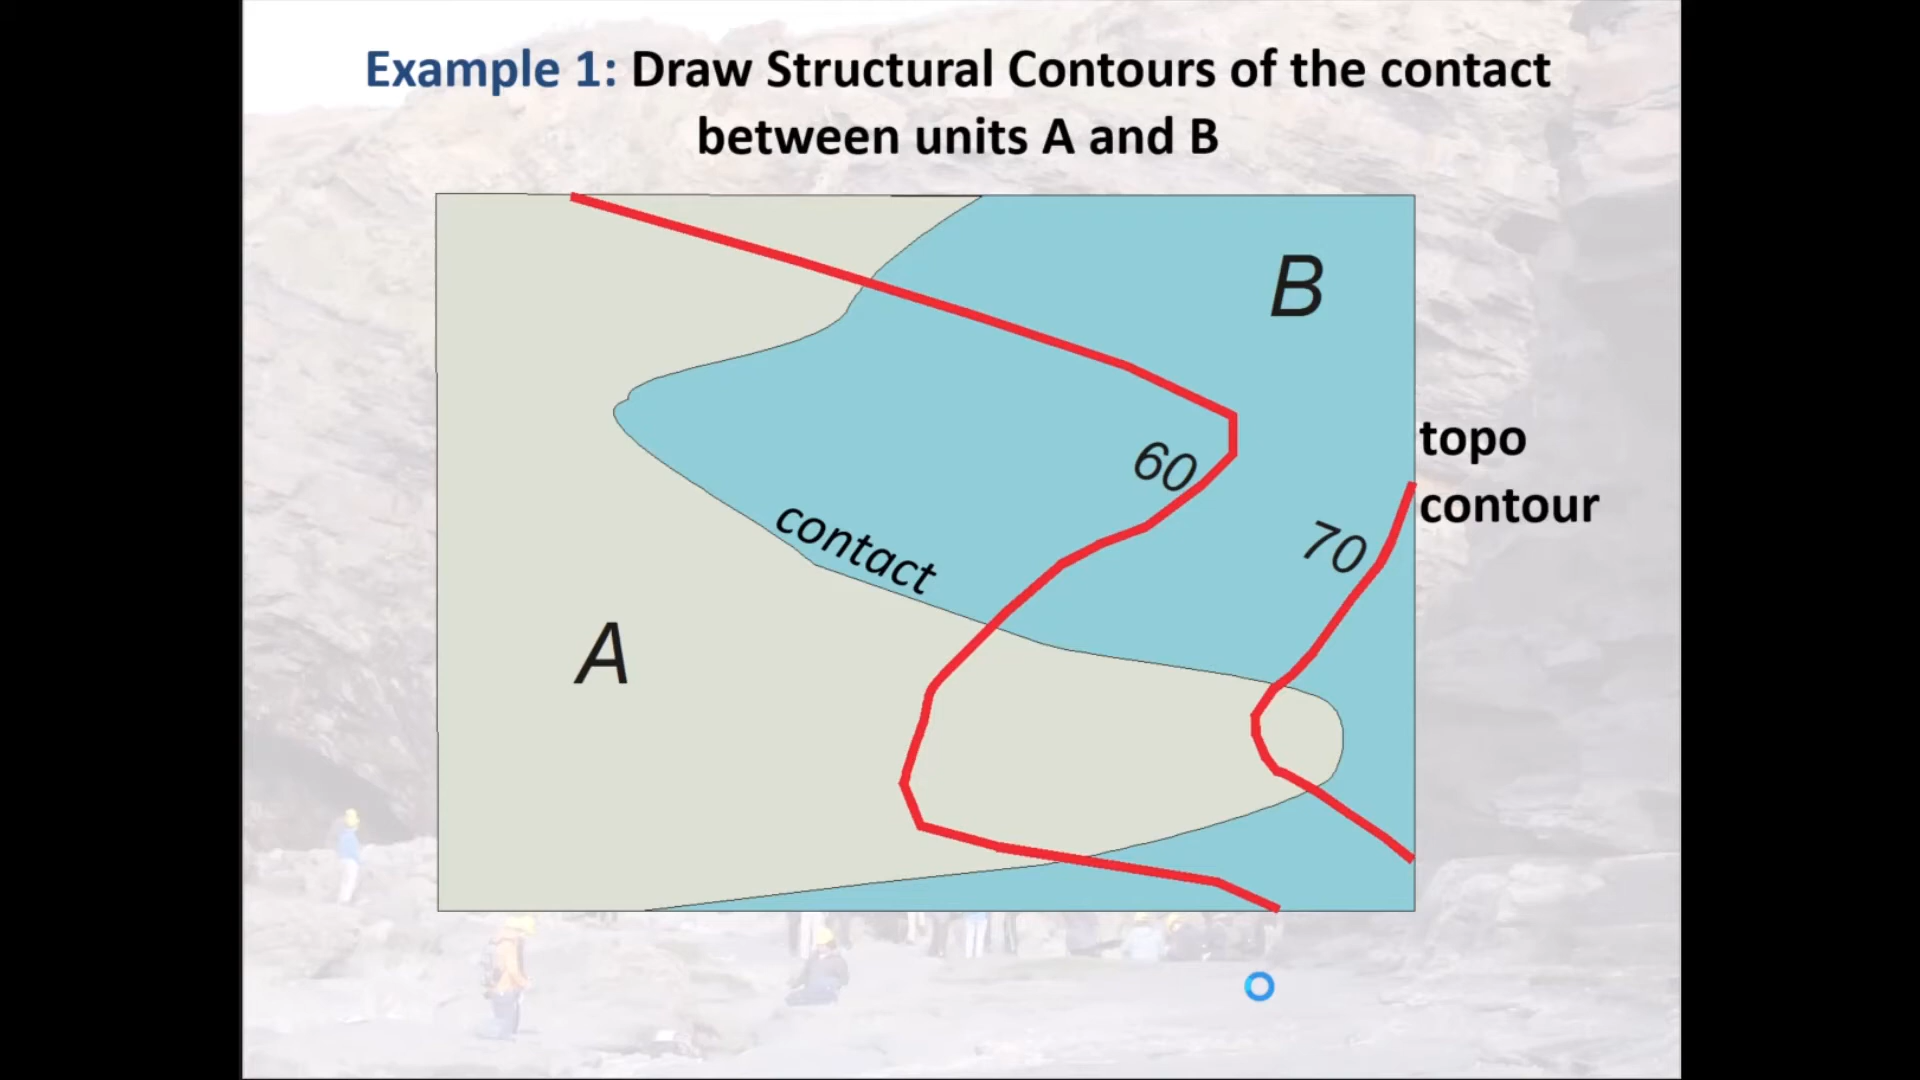 Example 1: Draw Structural Contours of the contact
between units A and B
B
topo
60
contour
contact
70
A